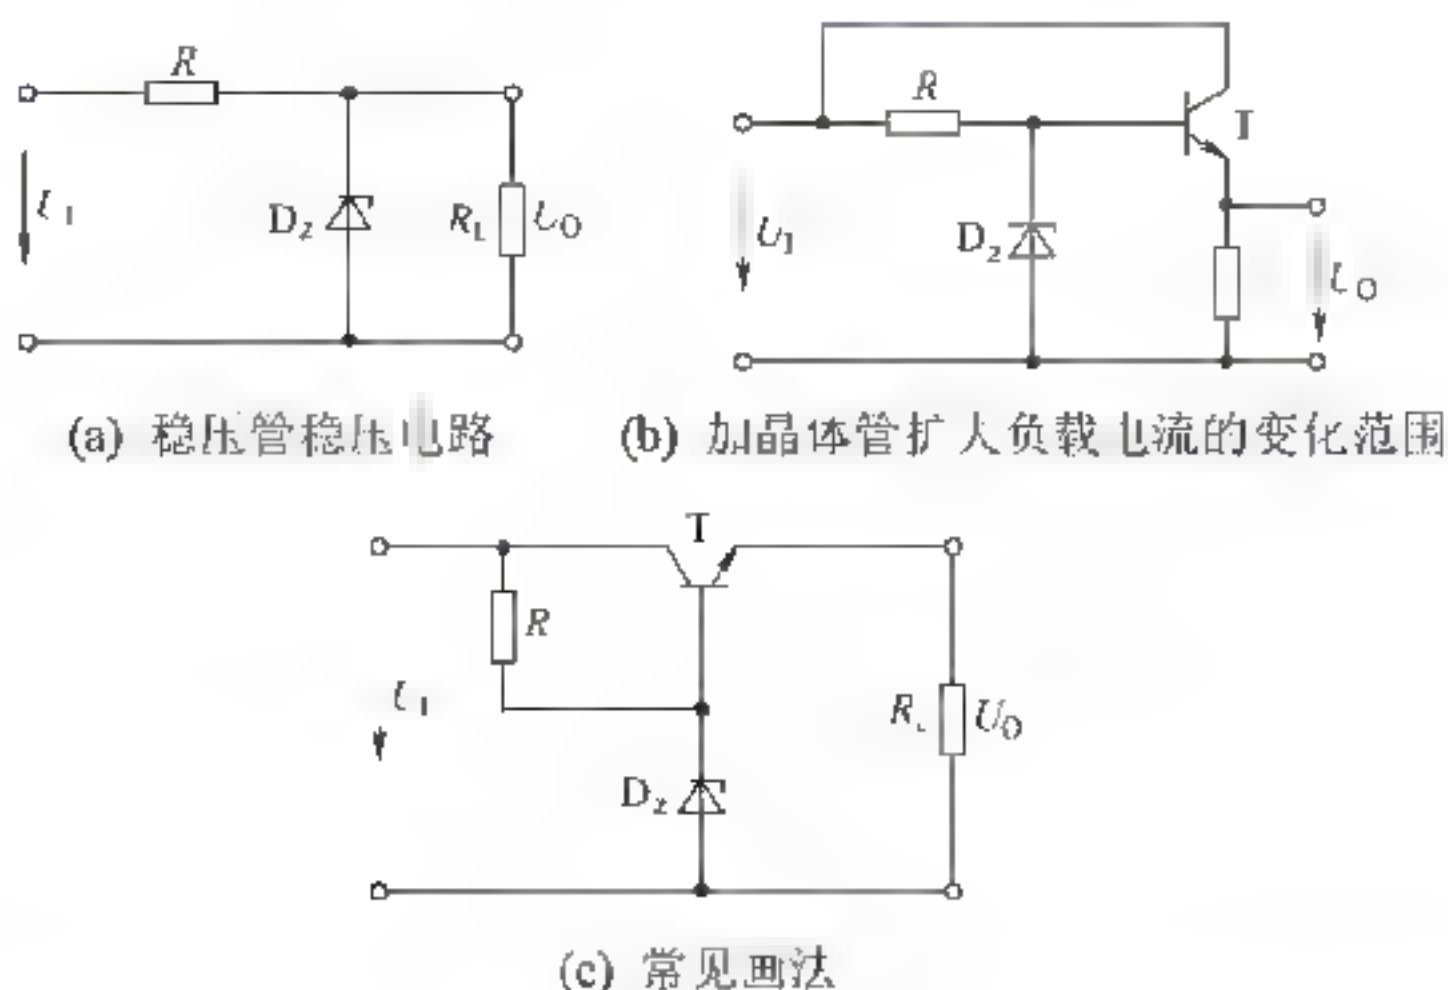 R
U_I
D_Z
R_L
U_O
(a) 稳压管稳压电路
R
T
U_I
D_Z
U_O
(b) 加晶体管扩大负载电流的变化范围
T
R
U_I
D_Z
R_L
U_O
(c) 常见画法